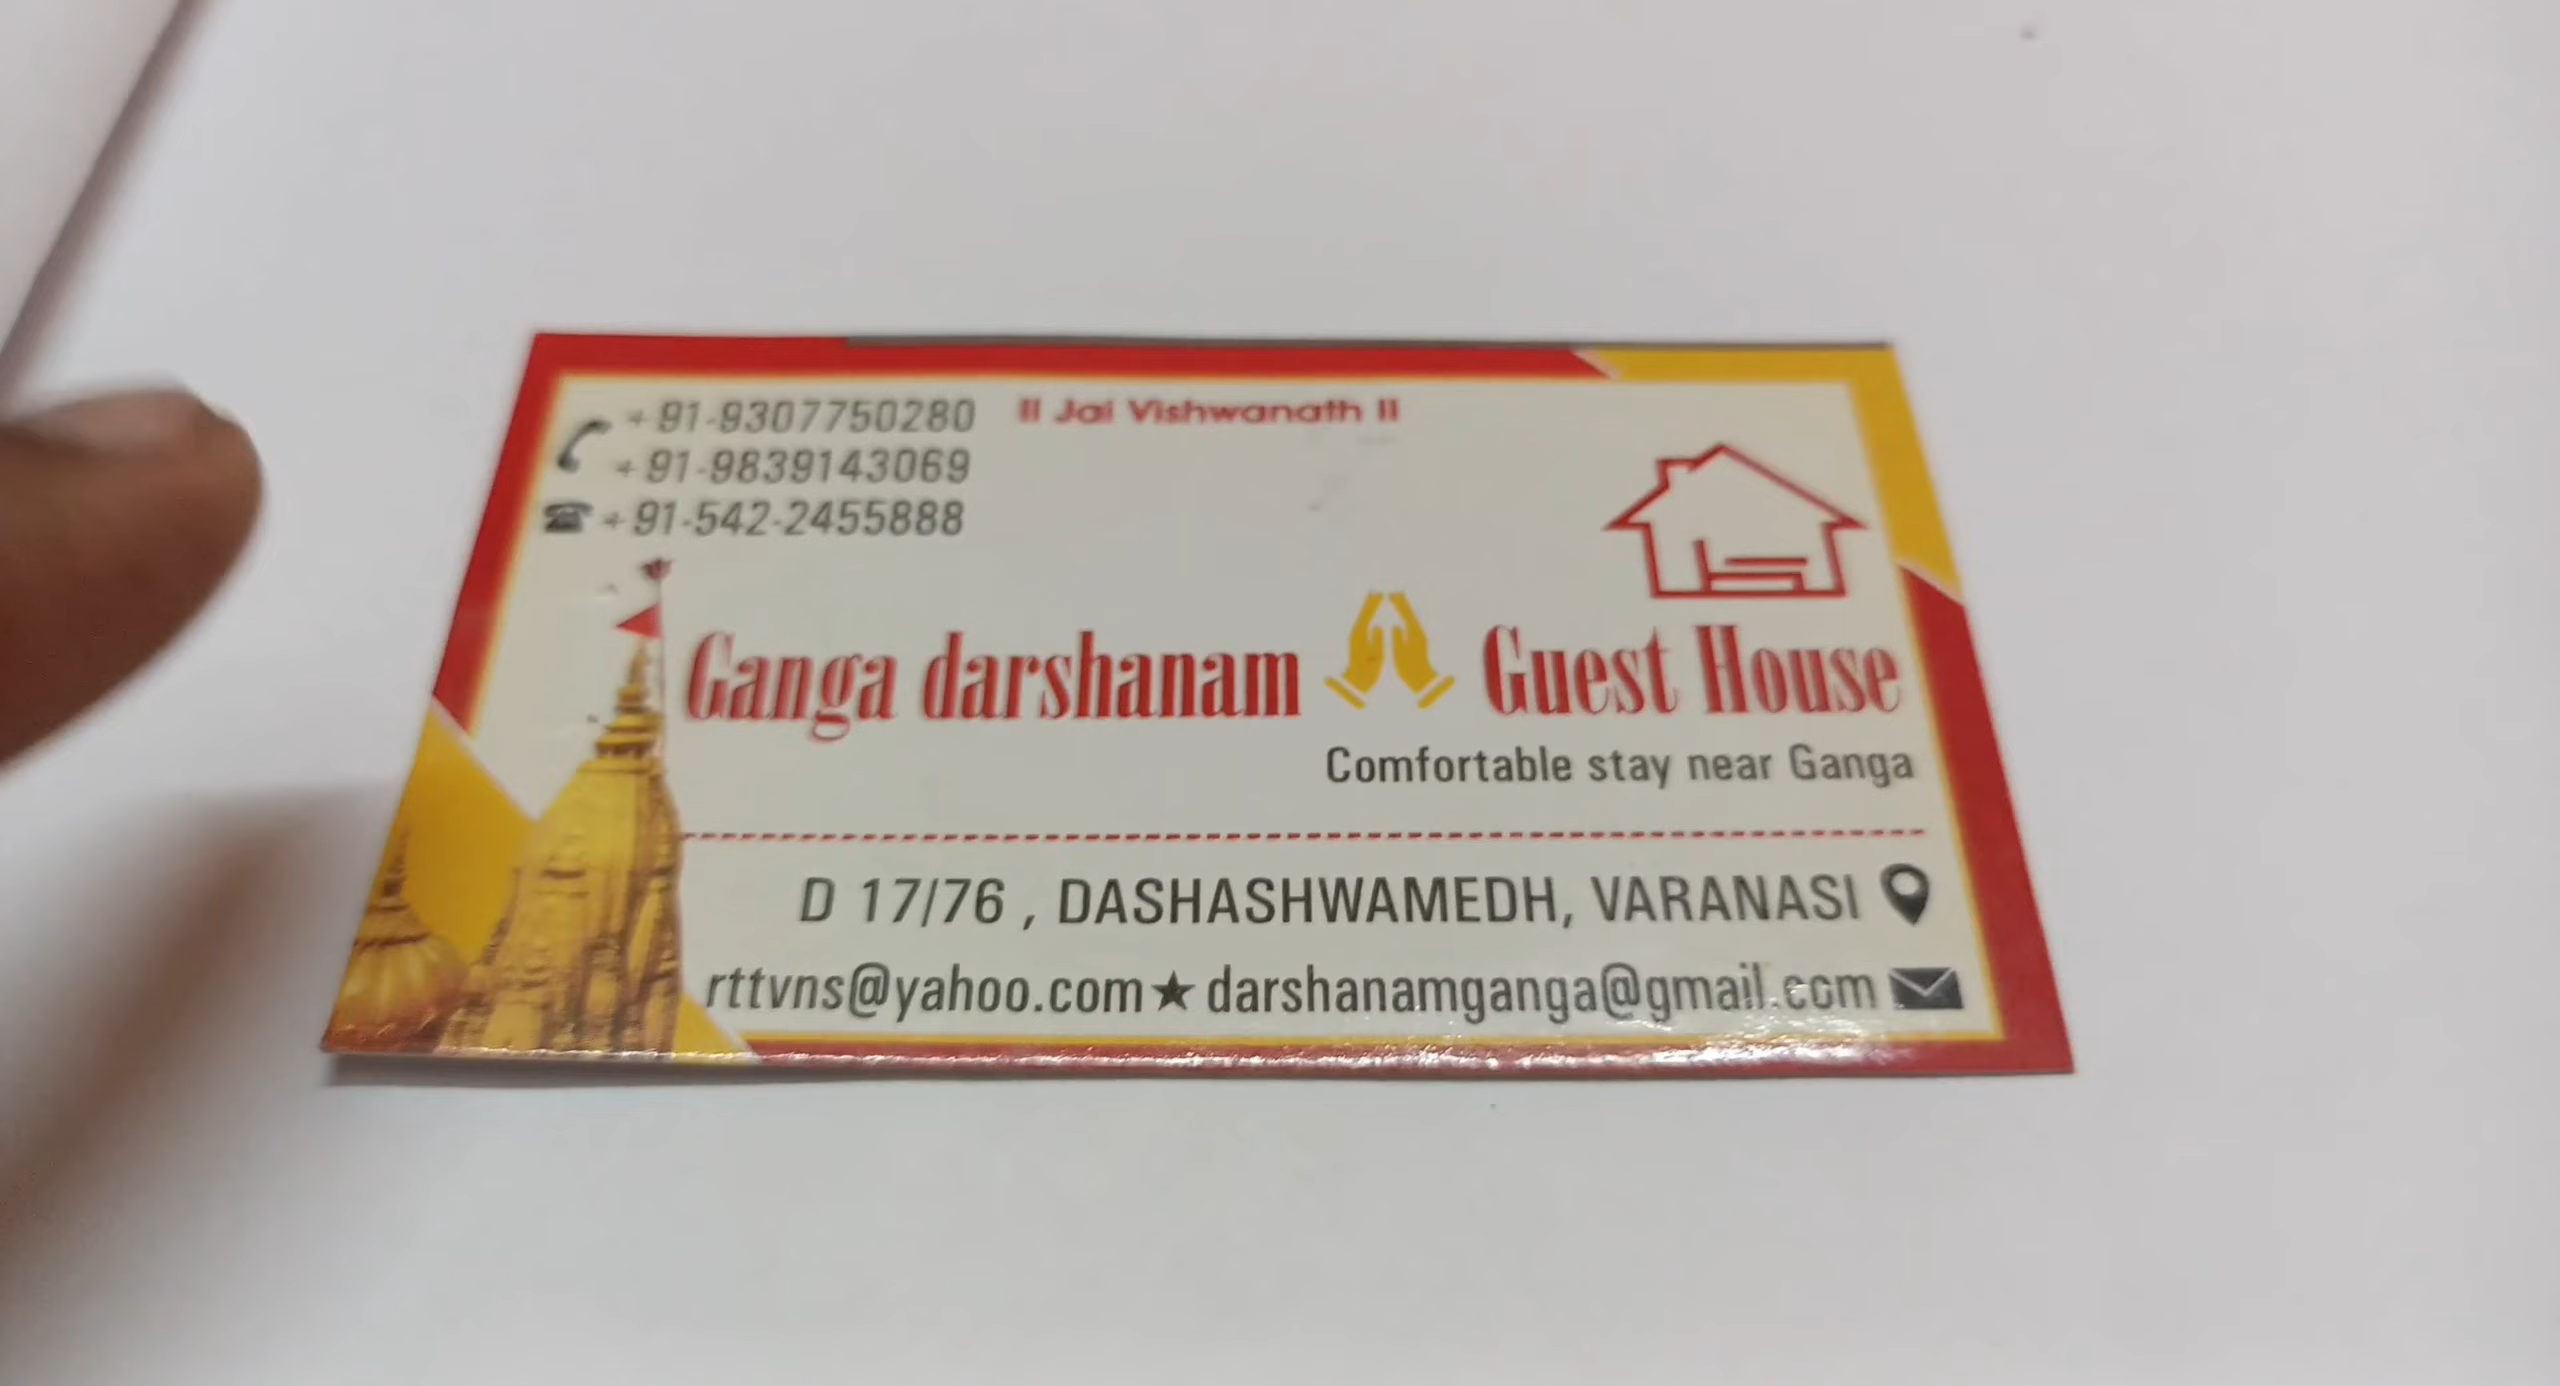 +91-9307750280
|| Jai Vishwanath ||
+91-9839143069
+91-542-2455888
Ganga darshanam Guest House
Comfortable stay near Ganga
D 17/76 , DASHASHWAMEDH, VARANASI
rttvns@yahoo.com★darshanamganga@gmail.com